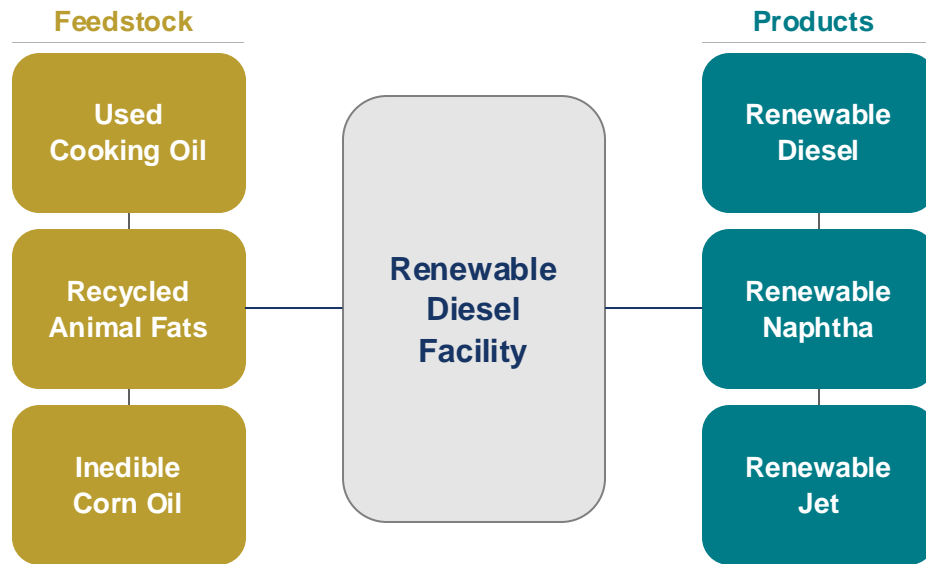 Feedstock
Used
Cooking Oil
Recycled
Animal Fats
Inedible
Corn Oil
Renewable
Diesel
Facility
Products
Renewable
Diesel
Renewable
Naphtha
Renewable
Jet